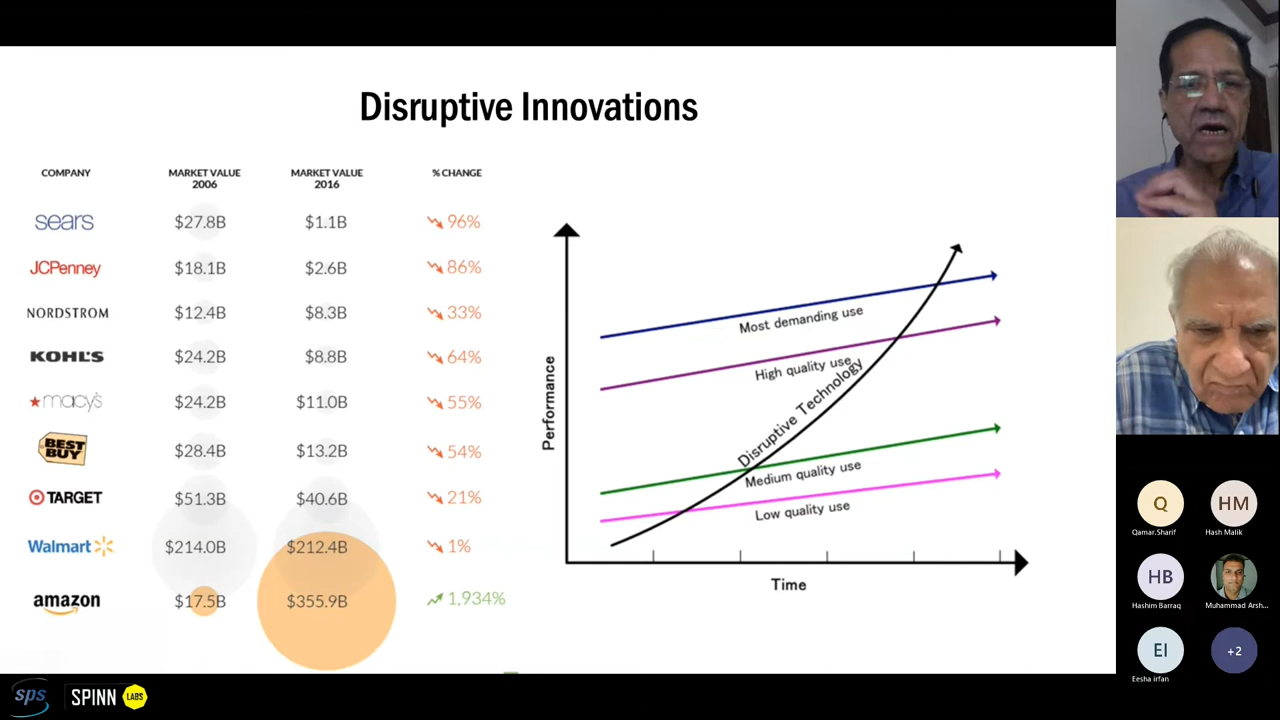 Disruptive Innovations
COMPANY
MARKET VALUE
2006
MARKET VALUE
2016
% CHANGE
sears $27.8B $1.1B 96%
JCPenney $18.1B $2.6B 86%
NORDSTROM $12.4B $8.3B 33%
KOHL'S $24.2B $8.8B 64%
macy's $24.2B $11.0B 55%
BEST
BUY
$28.4B $13.2B 54%
TARGET $51.3B $40.6B 21%
Walmart $214.0B $212.4B 1%
amazon $17.5B $355.9B 1,934%
Performance
Most demanding use
High quality use
Disruptive Technology
Medium quality use
Low quality use
Time
sps SPINN LABS
Q
Qamar.Sharif
HM
Hash Malik
HB
Hashim Barraq
Muhammad Arsh...
EI
Eesha irfan
+2